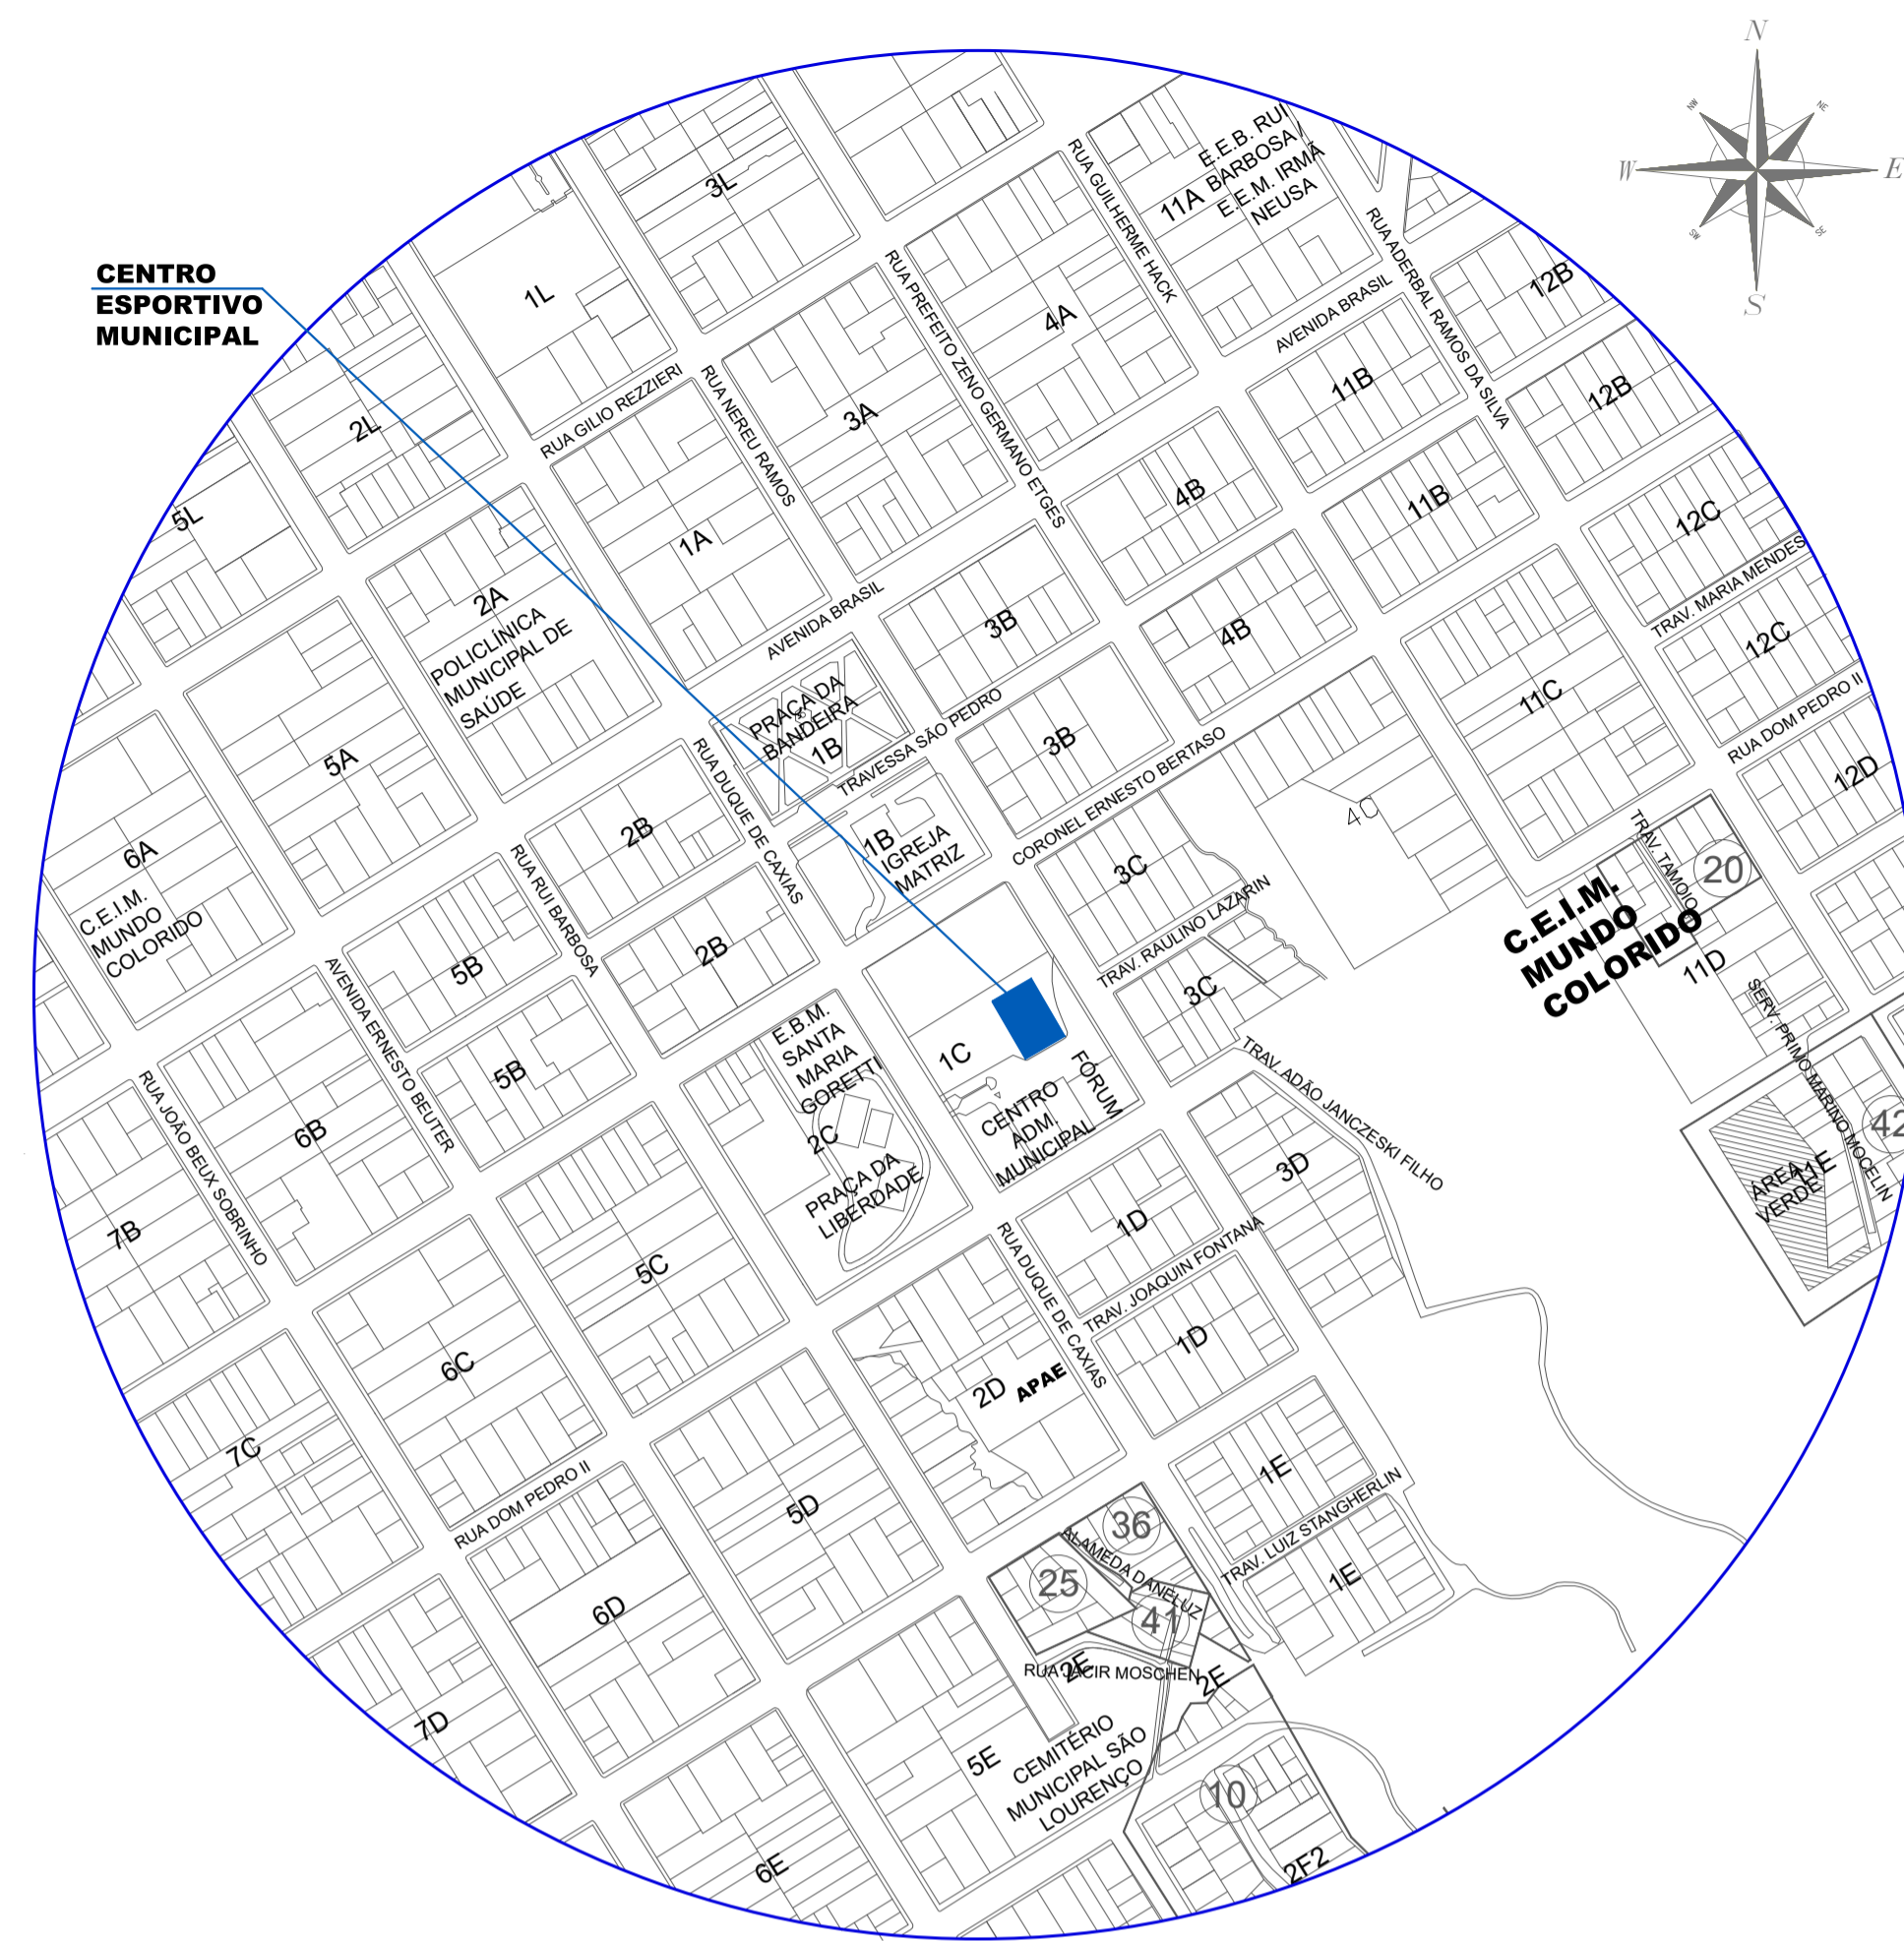 N
NW
NE
W
E
SW
SE
S
CENTRO
ESPORTIVO
MUNICIPAL
3L
1L
2L
5L
RUA GUILHERME HACK
11A
E.E.B. RUI
BARBOSA /
E.E.M. IRMÃ
NEUSA
RUA ADERBAL RAMOS DA SILVA
12B
AVENIDA BRASIL
4A
RUA PREFEITO ZENO GERMANO ETGES
RUA GILIO REZZIERI
RUA NEREU RAMOS
3A
11B
12B
1A
4B
11B
12C
TRAV. MARIA MENDES
2A
POLICLÍNICA
MUNICIPAL DE
SAÚDE
AVENIDA BRASIL
3B
4B
12C
RUA DOM PEDRO II
5A
PRAÇA DA
BANDEIRA
1B
TRAVESSA SÃO PEDRO
3B
CORONEL ERNESTO BERTASO
11C
12D
RUA DUQUE DE CAXIAS
2B
1B
IGREJA
MATRIZ
3C
4C
TRAV. TAMOIO
20
6A
C.E.I.M.
MUNDO
COLORIDO
RUA RUI BARBOSA
5B
2B
TRAV. RAULINO LAZARIN
3C
C.E.I.M.
MUNDO
COLORIDO
11D
SERV. PRIMO MARINO MOCELIN
AVENIDA ERNESTO BEUTER
5B
E.B.M.
SANTA
MARIA
GORETTI
1C
FÓRUM
CENTRO
ADM.
MUNICIPAL
TRAV. ADÃO JANCZESKI FILHO
RUA JOÃO BEUX SOBRINHO
6B
2C
PRAÇA DA
LIBERDADE
3D
42
11E
ÁREA
VERDE
7B
5C
1D
RUA DUQUE DE CAXIAS
TRAV. JOAQUIN FONTANA
6C
2D
APAE
1D
7C
RUA DOM PEDRO II
5D
1E
TRAV. LUIZ STANGHERLIN
36
ALAMEDA DANELUZ
25
41
1E
6D
2E
RUA JACIR MOSCHEN
2E
7D
5E
CEMITÉRIO
MUNICIPAL SÃO
LOURENÇO
10
6E
2F2